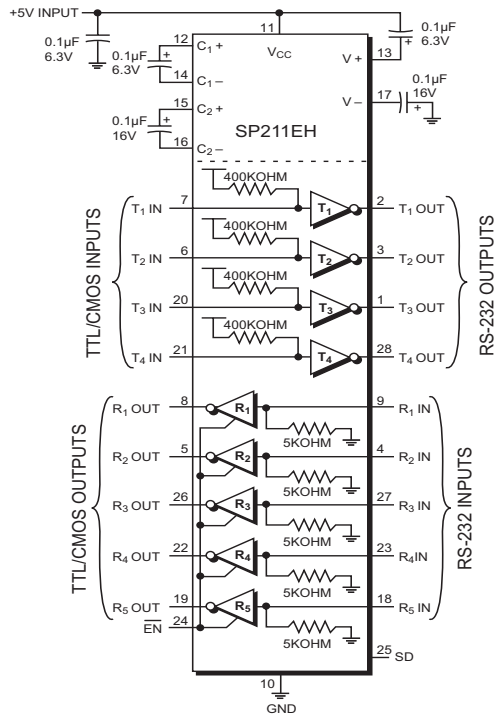 +5V INPUT
0.1µF
6.3V
0.1µF
6.3V
12
C1 +
11
VCC
V +
13
0.1µF
6.3V
14
C1 –
0.1µF
16V
15
C2 +
16
C2 –
V –
17
0.1µF
16V
SP211EH
TTL/CMOS INPUTS
RS-232 OUTPUTS
400KOHM
T1 IN
7
T1
2
T1 OUT
400KOHM
T2 IN
6
T2
3
T2 OUT
400KOHM
T3 IN
20
T3
1
T3 OUT
400KOHM
T4 IN
21
T4
28
T4 OUT
TTL/CMOS OUTPUTS
RS-232 INPUTS
R1 OUT
8
R1
9
R1 IN
5KOHM
R2 OUT
5
R2
4
R2 IN
5KOHM
R3 OUT
26
R3
27
R3 IN
5KOHM
R4 OUT
22
R4
23
R4IN
5KOHM
R5 OUT
19
R5
18
R5 IN
5KOHM
EN
24
25
SD
10
GND